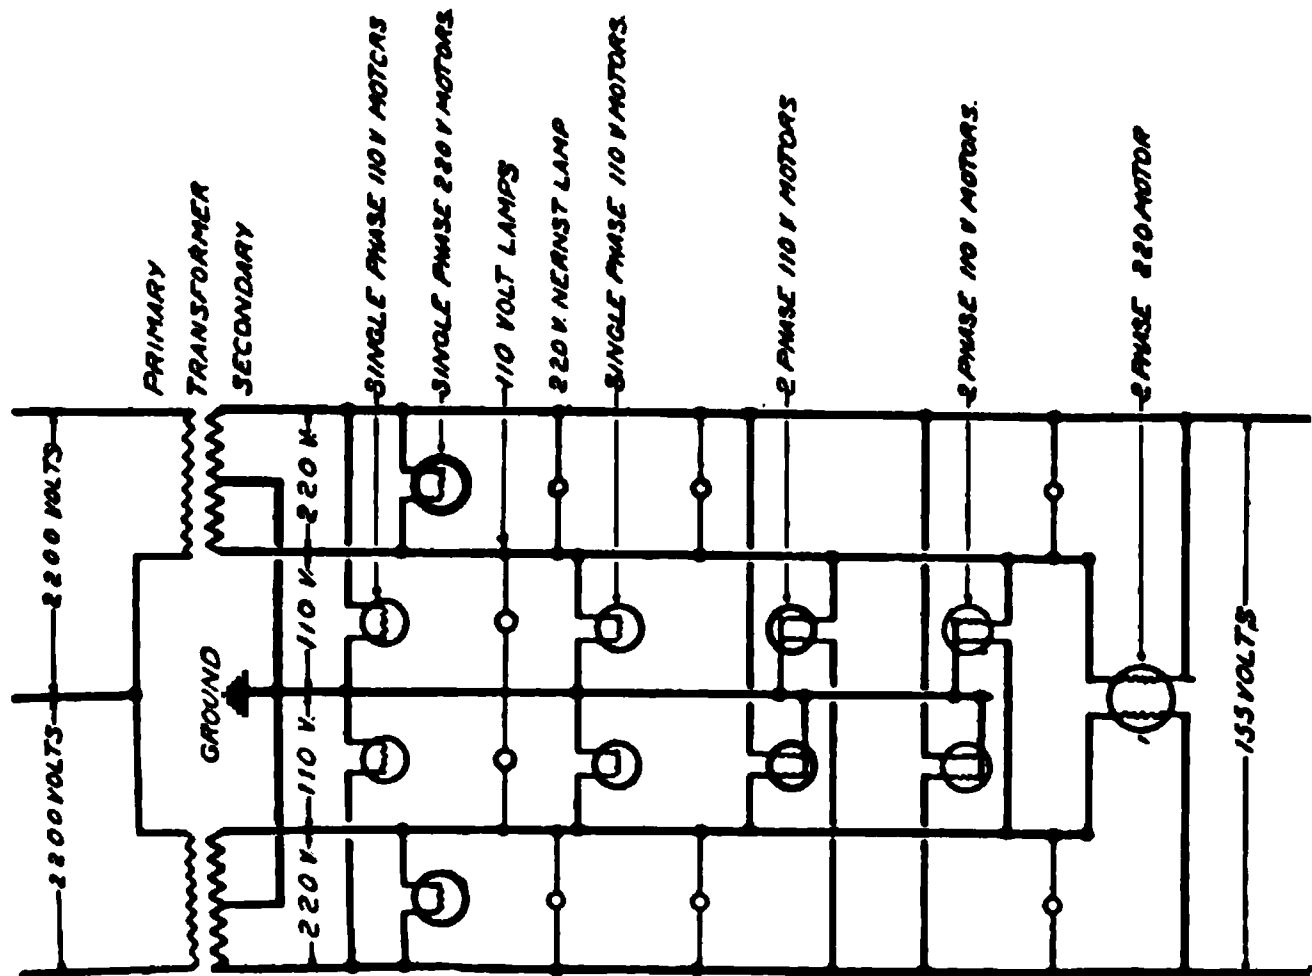 2200 VOLTS
2200 VOLTS
PRIMARY
TRANSFORMER
SECONDARY
GROUND
220 V.
110 V.
110 V.
220 V.
SINGLE PHASE 110 V MOTORS
SINGLE PHASE 220 V MOTORS.
110 VOLT LAMPS
220 V. NERNST LAMP
SINGLE PHASE 110 V MOTORS.
2 PHASE 110 V MOTORS
2 PHASE 110 V MOTORS.
2 PHASE 220 MOTOR
155 VOLTS